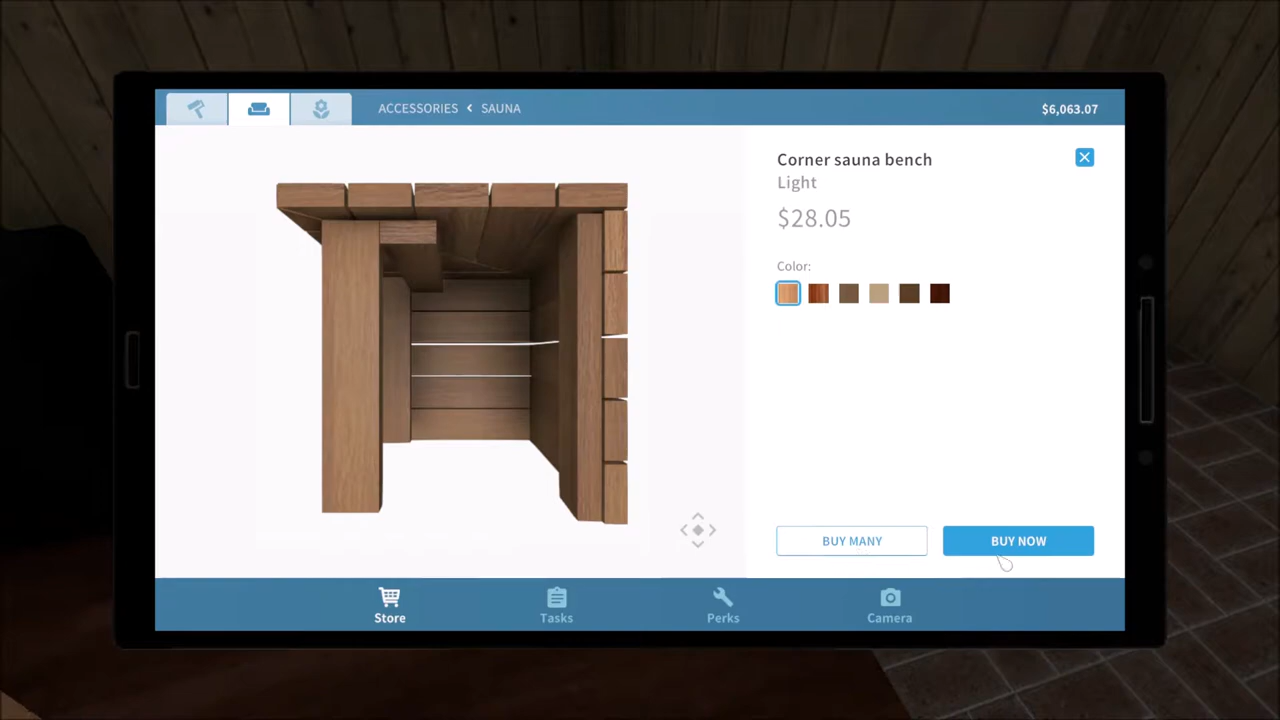 ACCESSORIES < SAUNA
$6,063.07
Corner sauna bench
Light
$28.05
Color:
BUY MANY
BUY NOW
Store
Tasks
Perks
Camera